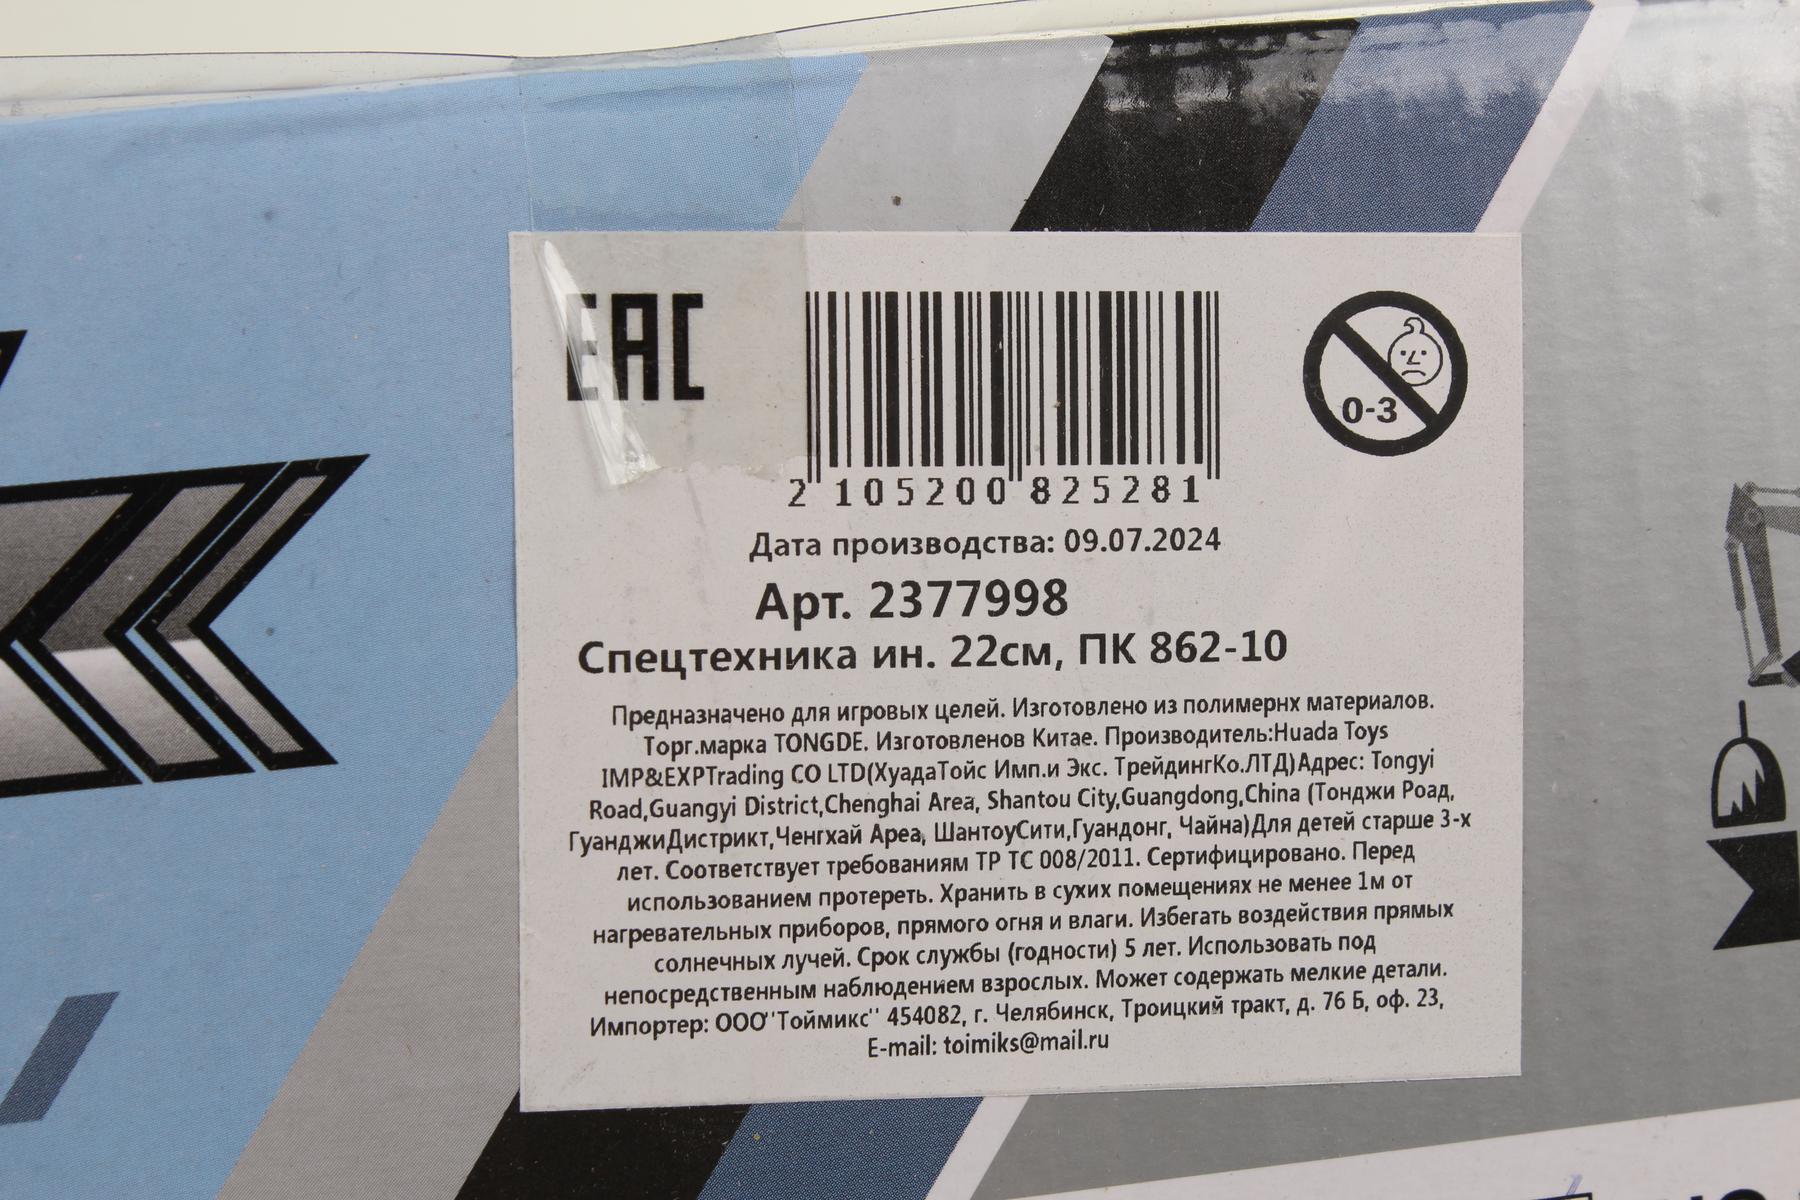 EAC
0-3
2 105200 825281
Дата производства: 09.07.2024
Арт. 2377998
Спецтехника ин. 22см, ПК 862-10
Предназначено для игровых целей. Изготовлено из полимернх материалов.
Торг.марка TONGDE. Изготовленов Китае. Производитель:Huada Toys
IMP&EXPTrading CO LTD(ХуадаТойс Имп.и Экс. ТрейдингКо.ЛТД)Адрес: Tongyi
Road,Guangyi District,Chenghai Area, Shantou City,Guangdong,China (Тонджи Роад,
ГуанджиДистрикт,Ченгхай Ареа, ШантоуСити,Гуандонг, Чайна)Для детей старше 3-х
лет. Соответствует требованиям ТР ТС 008/2011. Сертифицировано. Перед
использованием протереть. Хранить в сухих помещениях не менее 1м от
нагревательных приборов, прямого огня и влаги. Избегать воздействия прямых
солнечных лучей. Срок службы (годности) 5 лет. Использовать под
непосредственным наблюдением взрослых. Может содержать мелкие детали.
Импортер: ООО"Тоймикс" 454082, г. Челябинск, Троицкий тракт, д. 76 Б, оф. 23,
E-mail: toimiks@mail.ru